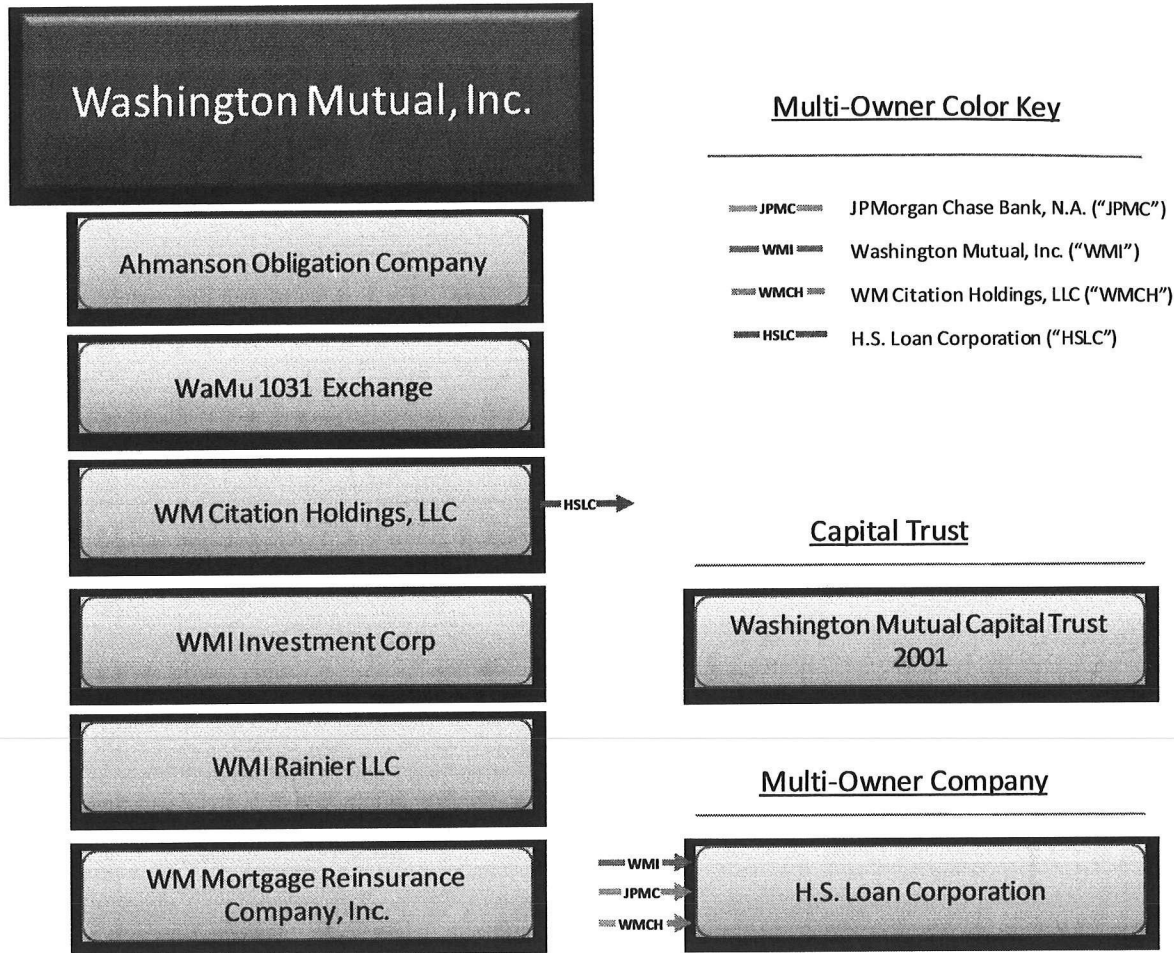 Washington Mutual, Inc.
Ahmanson Obligation Company
WaMu 1031 Exchange
WM Citation Holdings, LLC
HSLC
WMI Investment Corp
WMI Rainier LLC
WM Mortgage Reinsurance
Company, Inc.
Multi-Owner Color Key
JPMC JPMorgan Chase Bank, N.A. (“JPMC”)
WMI Washington Mutual, Inc. (“WMI”)
WMCH WM Citation Holdings, LLC (“WMCH”)
HSLC H.S. Loan Corporation (“HSLC”)
Capital Trust
Washington Mutual Capital Trust
2001
Multi-Owner Company
WMI
JPMC
WMCH
H.S. Loan Corporation